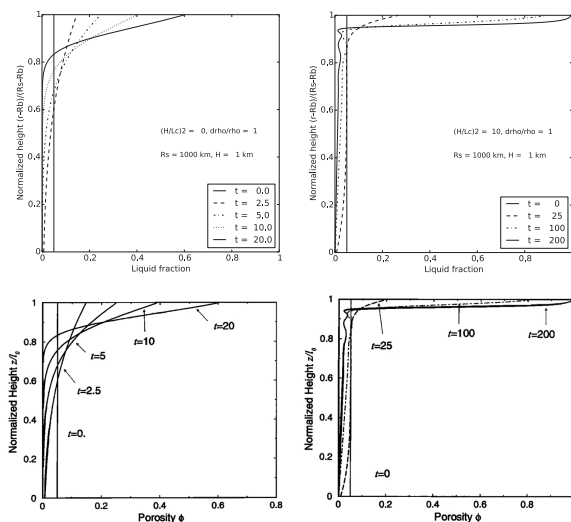 Normalized height (r-Rb)/(Rs-Rb)
1
0.8
0.6
0.4
0.2
0
(H/Lc)2 = 0, drho/rho = 1
Rs = 1000 km, H = 1 km
t = 0.0
t = 2.5
t = 5.0
t = 10.0
t = 20.0
0
0.2
0.4
0.6
0.8
1
Liquid fraction
Normalized height (r-Rb)/(Rs-Rb)
1
0.8
0.6
0.4
0.2
0
(H/Lc)2 = 10, drho/rho = 1
Rs = 1000 km, H = 1 km
t = 0
t = 25
t = 100
t = 200
0
0.2
0.4
0.6
0.8
1
Liquid fraction
Normalized Height z/l0
1
0.8
0.6
0.4
0.2
0
t=20
t=10
t=5
t=2.5
t=0.
0.0
0.2
0.4
0.6
0.8
Porosity ϕ
Normalized Height z/l0
1
0.8
0.6
0.4
0.2
0
t=25
t=100
t=200
t=0
0
0.2
0.4
0.6
0.8
1
Porosity ϕ